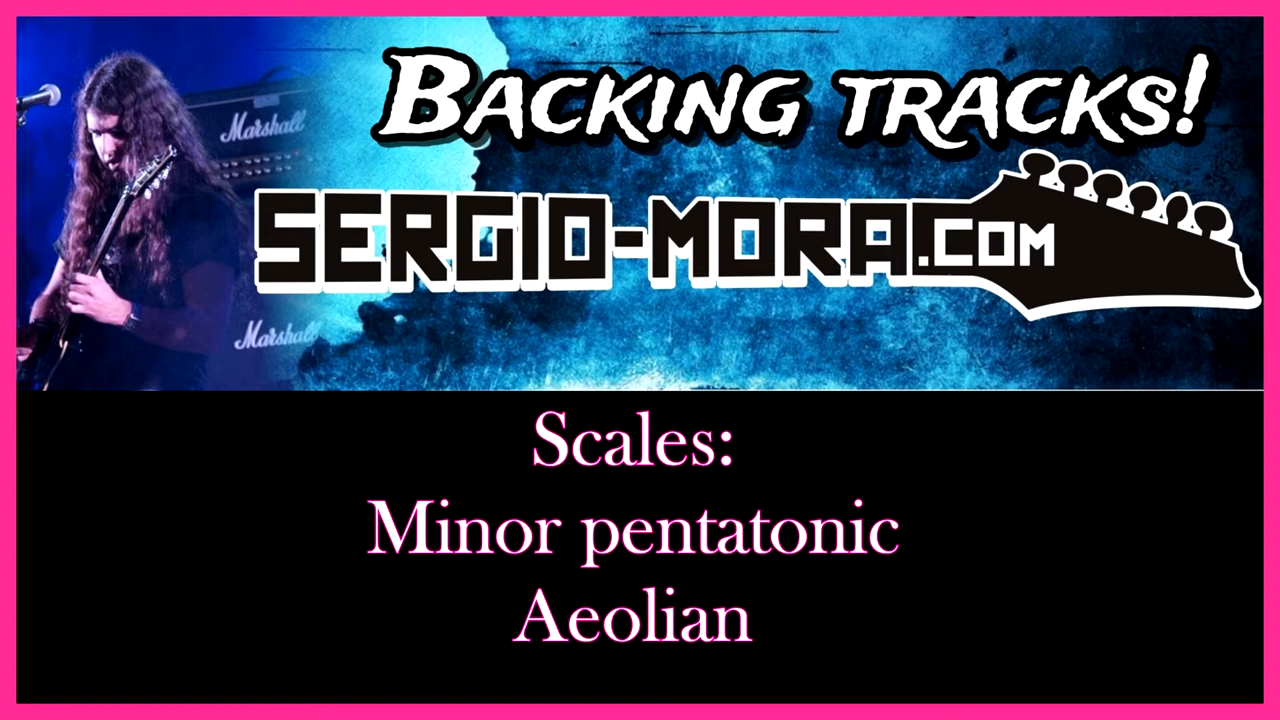 BACKING TRACKS!
Marshall
SERGIO-MORA.COM
Marshall
Scales:
Minor pentatonic
Aeolian